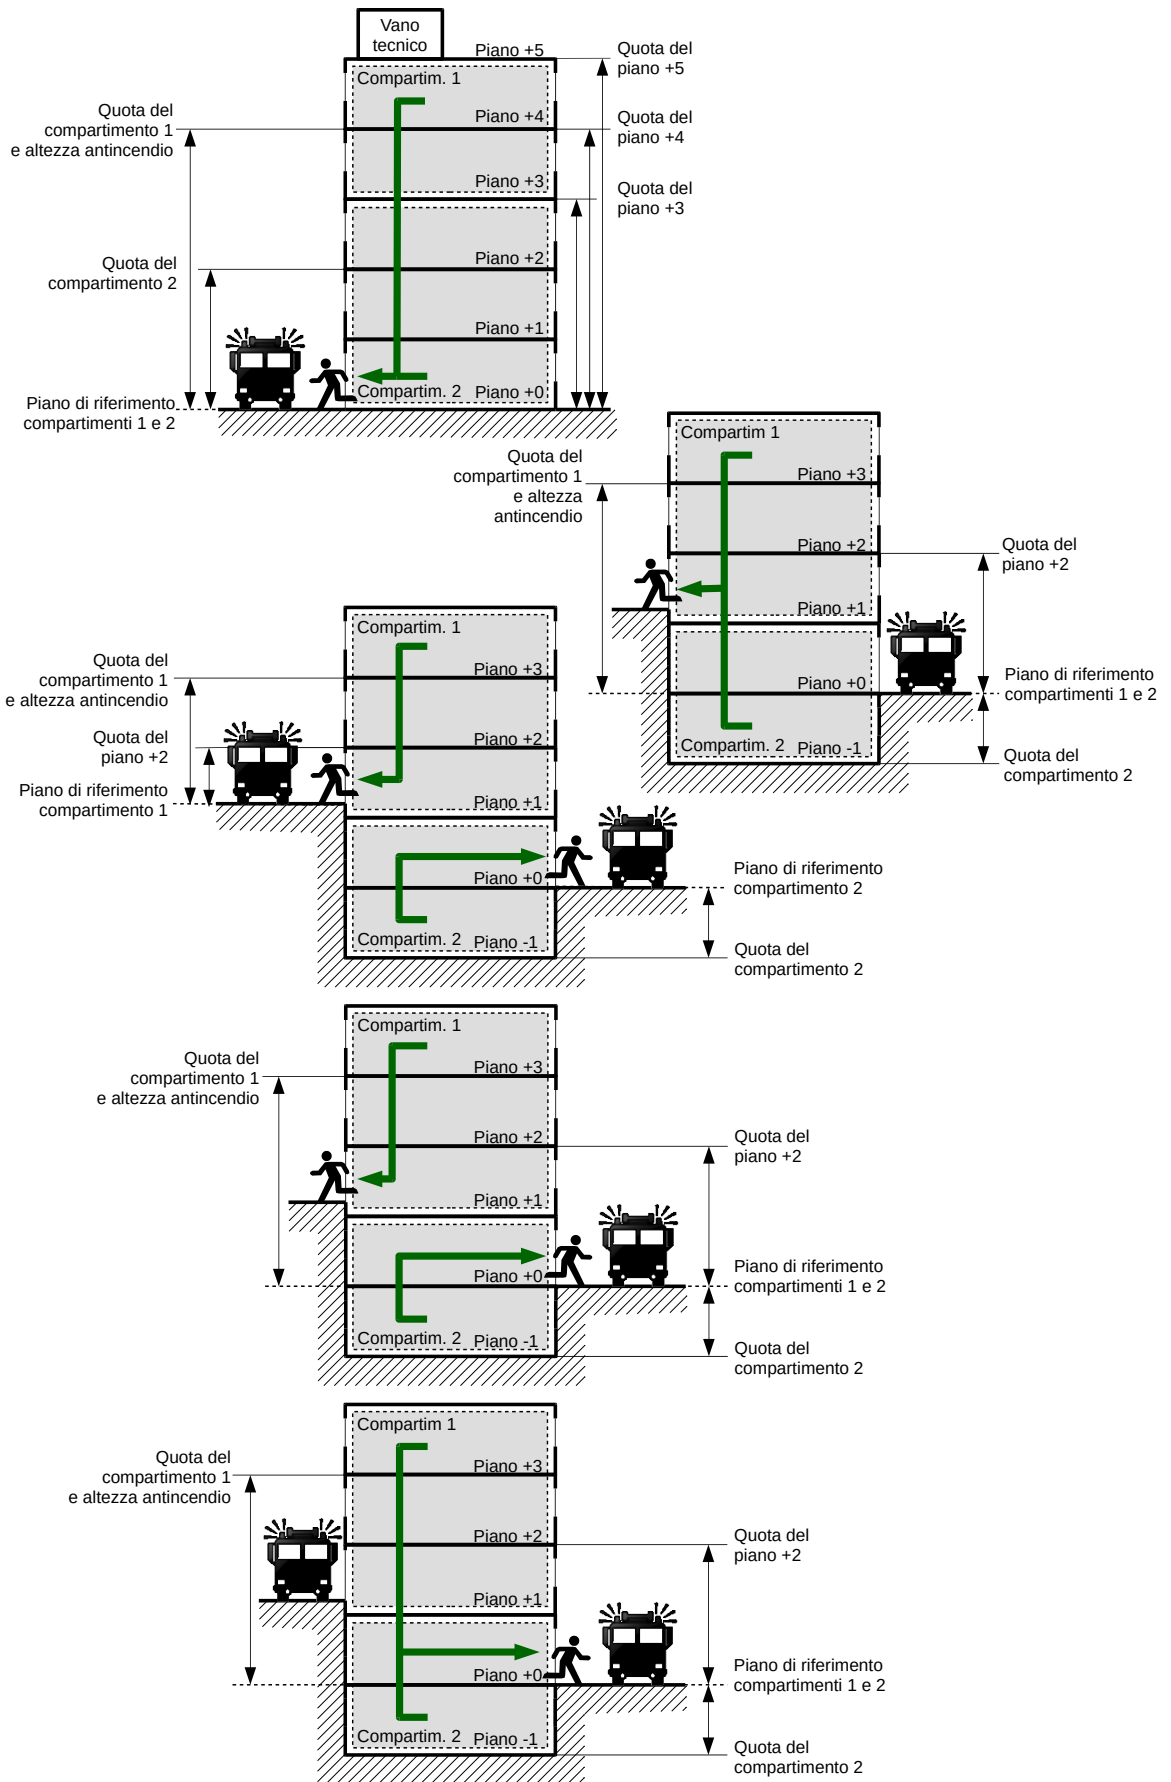 Vano
tecnico
Piano +5
Quota del
piano +5
Compartim. 1
Quota del
compartimento 1
e altezza antincendio
Piano +4
Quota del
piano +4
Piano +3
Quota del
piano +3
Quota del
compartimento 2
Piano +2
Piano +1
Compartim. 2
Piano +0
Piano di riferimento
compartimenti 1 e 2
Compartim 1
Quota del
compartimento 1
e altezza
antincendio
Piano +3
Piano +2
Quota del
piano +2
Piano +1
Piano +0
Piano di riferimento
compartimenti 1 e 2
Compartim. 2
Piano -1
Quota del
compartimento 2
Compartim. 1
Quota del
compartimento 1
e altezza antincendio
Piano +3
Quota del
piano +2
Piano +2
Piano di riferimento
compartimento 1
Piano +1
Piano +0
Piano di riferimento
compartimento 2
Compartim. 2
Piano -1
Quota del
compartimento 2
Compartim. 1
Quota del
compartimento 1
e altezza antincendio
Piano +3
Piano +2
Quota del
piano +2
Piano +1
Piano +0
Piano di riferimento
compartimenti 1 e 2
Compartim. 2
Piano -1
Quota del
compartimento 2
Compartim 1
Quota del
compartimento 1
e altezza antincendio
Piano +3
Piano +2
Quota del
piano +2
Piano +1
Piano +0
Piano di riferimento
compartimenti 1 e 2
Compartim. 2
Piano -1
Quota del
compartimento 2